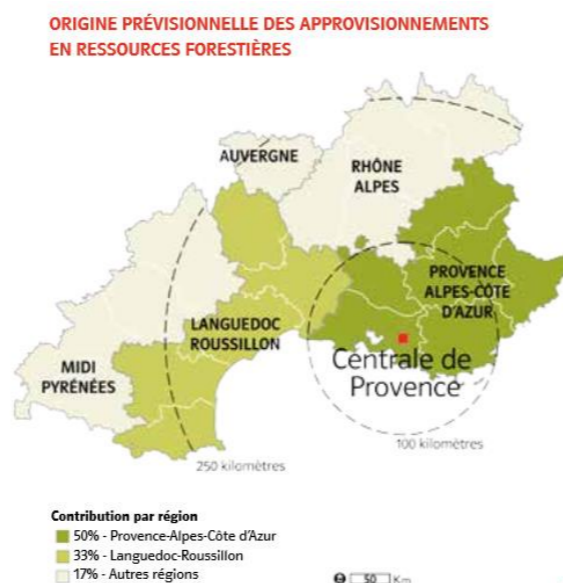 ORIGINE PRÉVISIONNELLE DES APPROVISIONNEMENTS
EN RESSOURCES FORESTIÈRES
AUVERGNE
RHÔNE
ALPES
PROVENCE
ALPES-CÔTE
D'AZUR
LANGUEDOC
ROUSSILLON
MIDI
PYRÉNÉES
Centrale de
Provence
100 kilomètres
250 kilomètres
Contribution par région
50% - Provence-Alpes-Côte d'Azur
33% - Languedoc-Roussillon
17% - Autres régions
50 Km